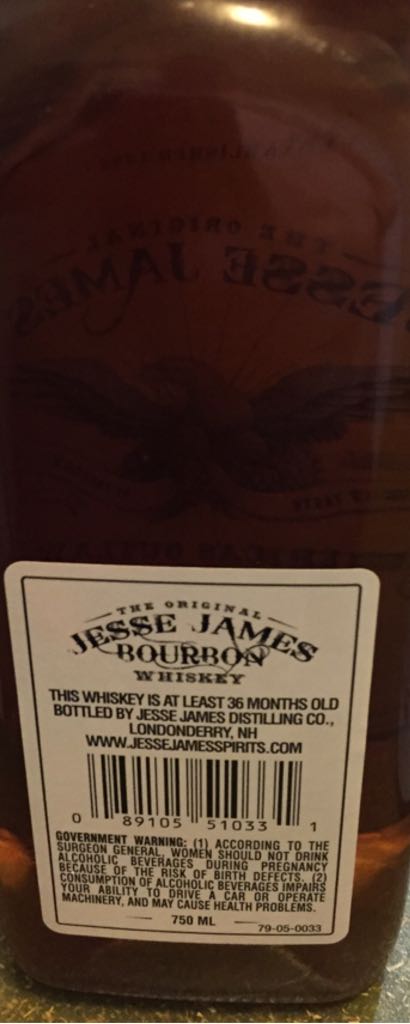 THE ORIGINAL
JESSE JAMES
THE ORIGINAL
JESSE JAMES
BOURBON
WHISKEY
THIS WHISKEY IS AT LEAST 36 MONTHS OLD
BOTTLED BY JESSE JAMES DISTILLING CO.,
LONDONDERRY, NH
WWW.JESSEJAMESSPIRITS.COM
0 89105 51033 1
GOVERNMENT WARNING: (1) ACCORDING TO THE
SURGEON GENERAL, WOMEN SHOULD NOT DRINK
ALCOHOLIC BEVERAGES DURING PREGNANCY
BECAUSE OF THE RISK OF BIRTH DEFECTS. (2)
CONSUMPTION OF ALCOHOLIC BEVERAGES IMPAIRS
YOUR ABILITY TO DRIVE A CAR OR OPERATE
MACHINERY, AND MAY CAUSE HEALTH PROBLEMS.
750 ML
79-05-0033